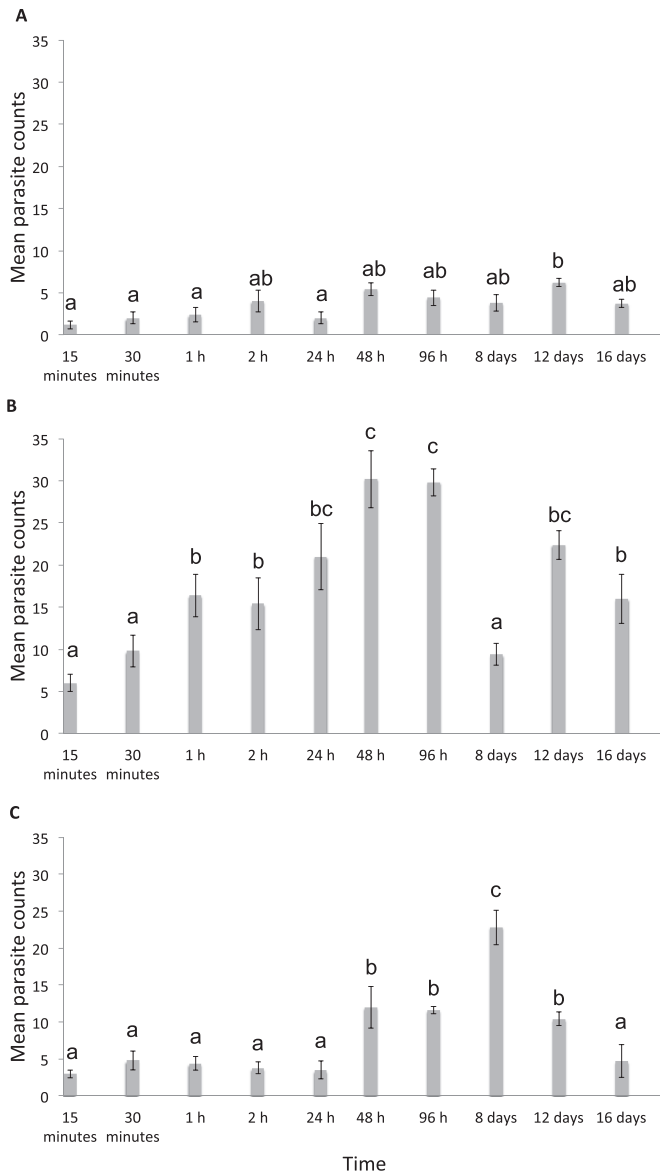 A
Mean parasite counts
35
30
25
20
15
10
5
0
a a a ab a ab ab ab b ab
15 minutes 30 minutes 1 h 2 h 24 h 48 h 96 h 8 days 12 days 16 days
B
Mean parasite counts
35
30
25
20
15
10
5
0
a a b b bc c c a bc b
15 minutes 30 minutes 1 h 2 h 24 h 48 h 96 h 8 days 12 days 16 days
C
Mean parasite counts
35
30
25
20
15
10
5
0
a a a a a b b c b a
15 minutes 30 minutes 1 h 2 h 24 h 48 h 96 h 8 days 12 days 16 days
Time